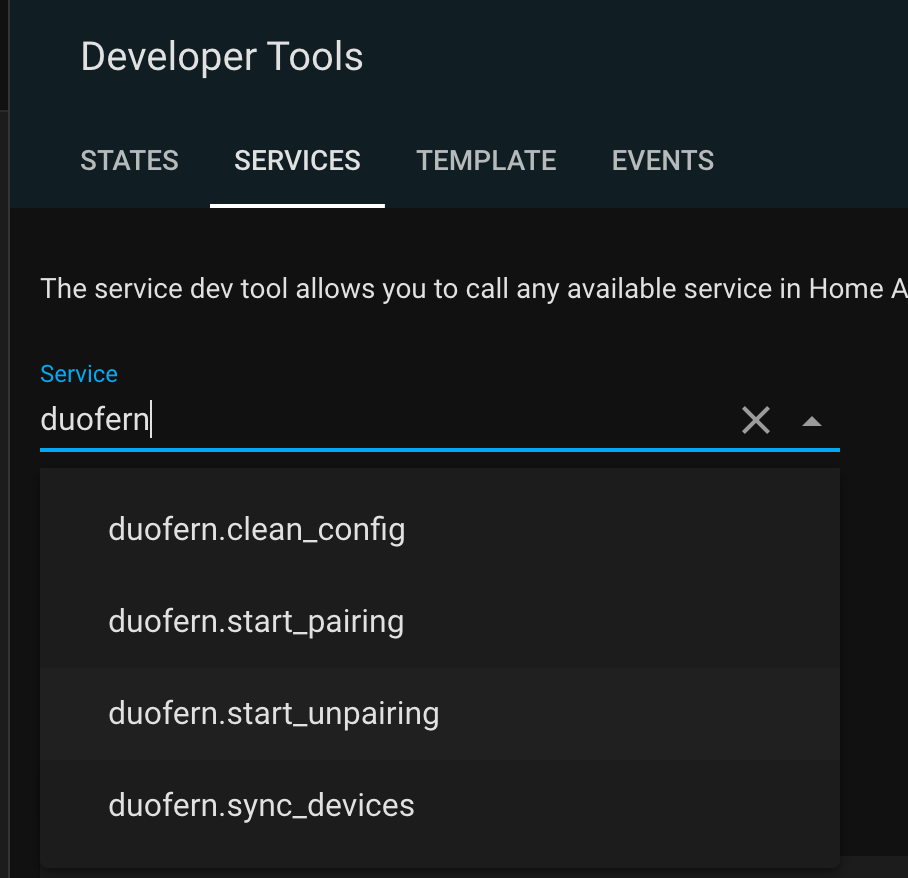 Developer Tools
STATES SERVICES TEMPLATE EVENTS
The service dev tool allows you to call any available service in Home A
Service
duofern
duofern.clean_config
duofern.start_pairing
duofern.start_unpairing
duofern.sync_devices